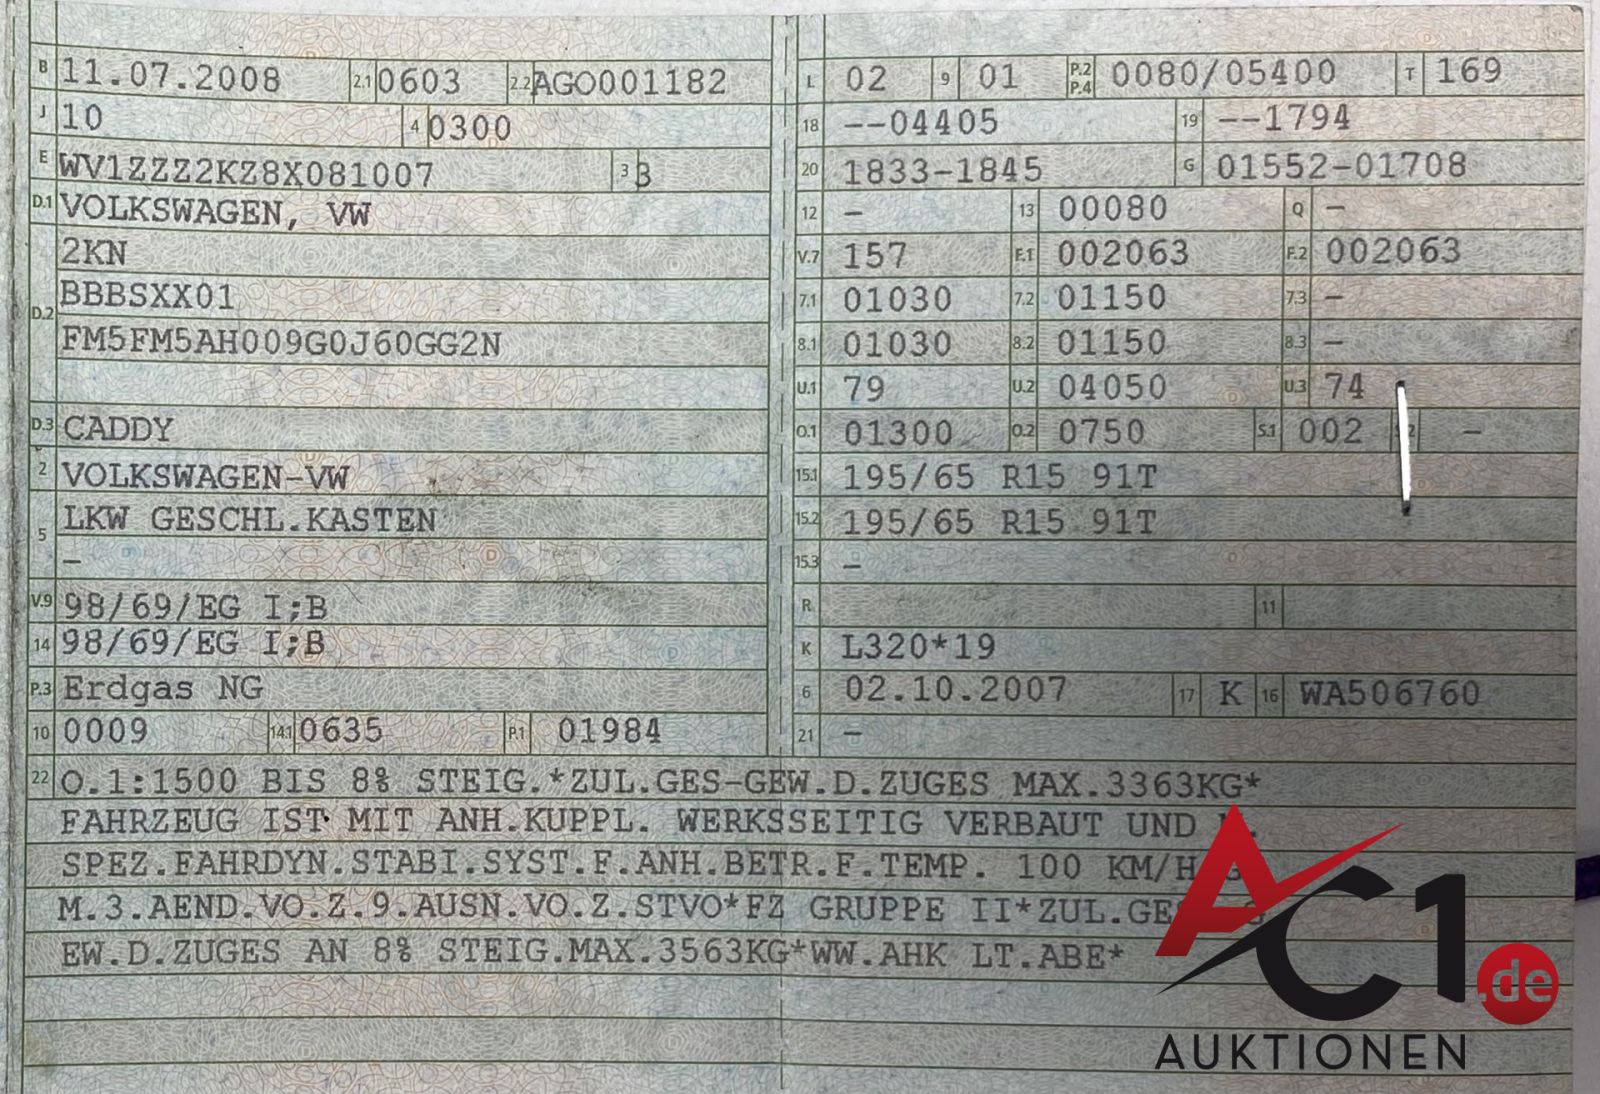 B 11.07.2008 2.1 0603 2.2 AGO001182
J 10 4 0300
E WV1ZZZ2KZ8X081007 3 B
D.1 VOLKSWAGEN, VW
2KN
D.2 BBBSXX01
FM5FM5AH009G0J60GG2N
D.3 CADDY
2 VOLKSWAGEN-VW
5 LKW GESCHL.KASTEN
–
V.9 98/69/EG I;B
14 98/69/EG I;B
P.3 Erdgas NG
10 0009 14.1 0635 P.1 01984
L 02 9 01 P.2 P.4 0080/05400 T 169
18 --04405 19 --1794
20 1833-1845 G 01552-01708
12 – 13 00080 Q –
V.7 157 F.1 002063 F.2 002063
7.1 01030 7.2 01150 7.3 –
8.1 01030 8.2 01150 8.3 –
U.1 79 U.2 04050 U.3 74
O.1 01300 O.2 0750 S.1 002 –
15.1 195/65 R15 91T
15.2 195/65 R15 91T
15.3 –
R 11
K L320*19
6 02.10.2007 17 K 16 WA506760
21 –
22 O.1:1500 BIS 8% STEIG.*ZUL.GES-GEW.D.ZUGES MAX.3363KG*
FAHRZEUG IST MIT ANH.KUPPL. WERKSSEITIG VERBAUT UND
SPEZ.FAHRDYN.STABI.SYST.F.ANH.BETR.F.TEMP. 100 KM/H
M.3.AEND.VO.Z.9.AUSN.VO.Z.STVO*FZ GRUPPE II*ZUL.GES
EW.D.ZUGES AN 8% STEIG.MAX.3563KG*WW.AHK LT.ABE*
AC1.de
AUKTIONEN